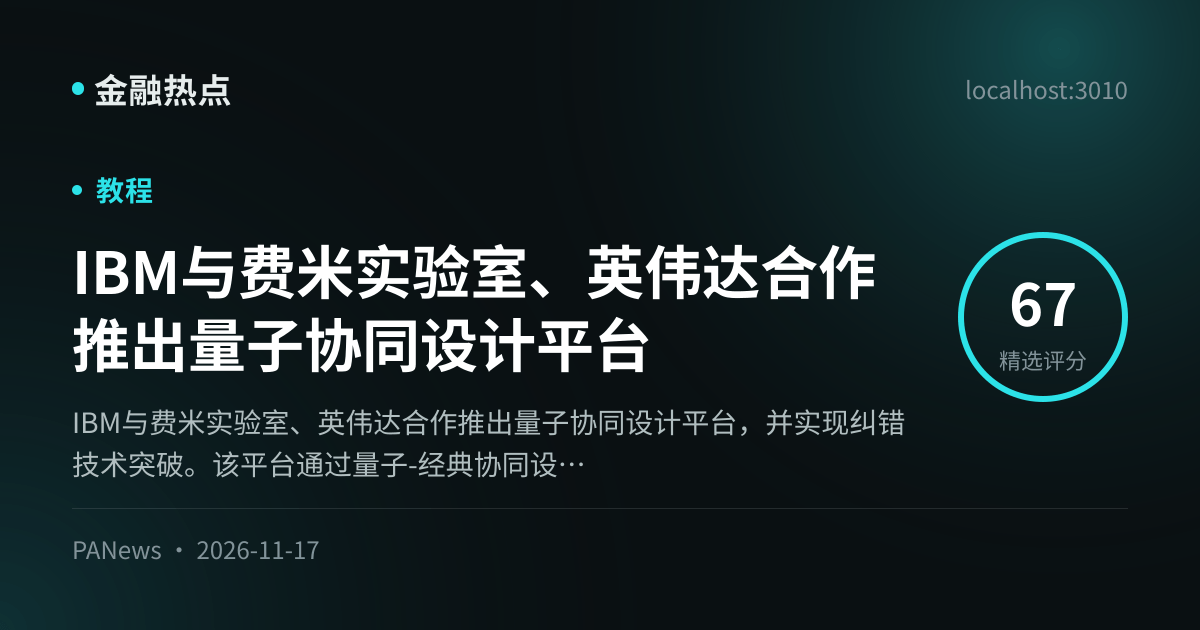 金融热点
localhost:3010
教程
IBM与费米实验室、英伟达合作
推出量子协同设计平台
67
精选评分
IBM与费米实验室、英伟达合作推出量子协同设计平台，并实现纠错
技术突破。该平台通过量子-经典协同设…
PANews • 2026-11-17